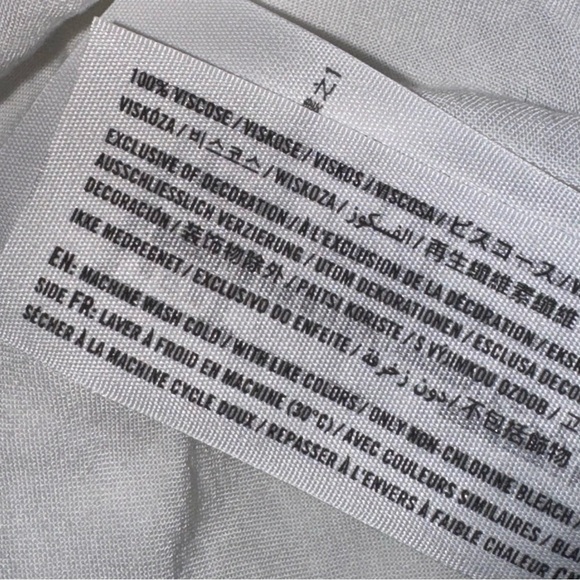 100% VISCOSE / VISKOSE / VISKOS / VISCOSA / ビスコース /
VISKÓZA / 비스코스 / WISKOZA / الفسكوز / 再生纖維素纖維
EXCLUSIVE OF DECORATION / À L'EXCLUSION DE LA DÉCORATION /
AUSSCHLIESSLICH VERZIERUNG / UTOM DEKORATIONEN / ESCLUSA
DECORACIÓN / 装飾物除外 / PAITSI KORISTE / S VÝJIMKOU OZDOB /
IKKE MEDREGNET / EXCLUSIVO DO ENFEITE / دون زخرفة / 不包括飾物
EN: MACHINE WASH COLD / WITH LIKE COLORS / ONLY NON-CHLORINE BLEACH
SIDE FR: LAVER À FROID EN MACHINE (30°C) / AVEC COULEURS SIMILAIRES /
SÉCHER À LA MACHINE CYCLE DOUX / REPASSER À L'ENVERS À FAIBLE CHALEUR